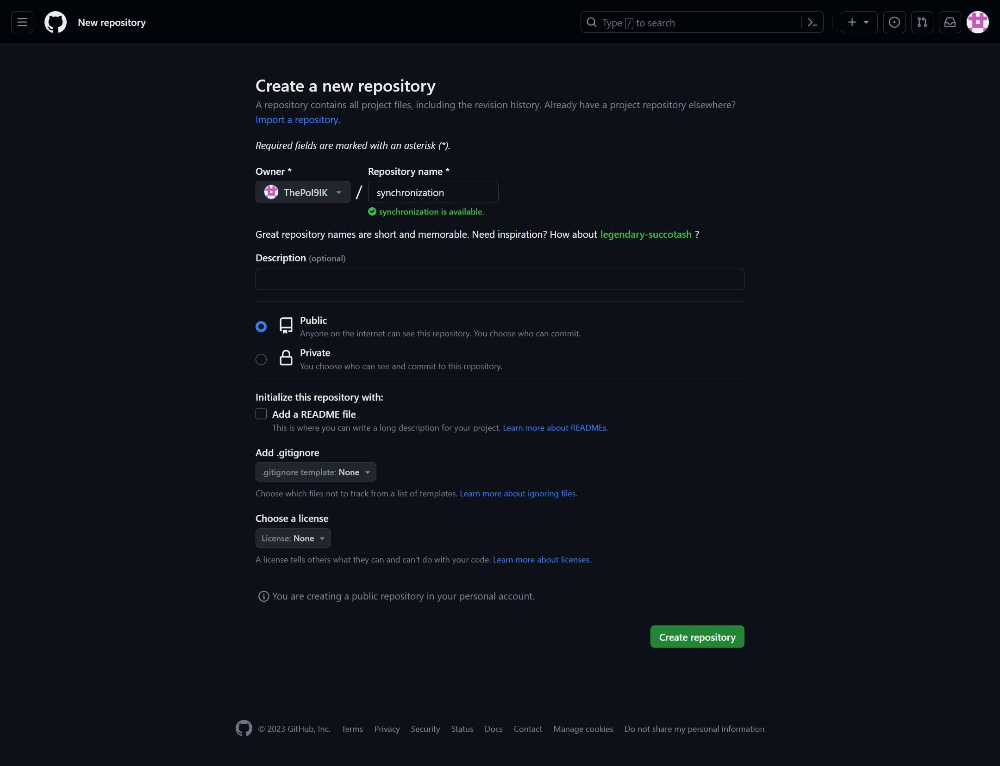 New repository
Type / to search
Create a new repository
A repository contains all project files, including the revision history. Already have a project repository elsewhere?
Import a repository.
Required fields are marked with an asterisk (*).
Owner *
Repository name *
ThePol9lK / synchronization
synchronization is available.
Great repository names are short and memorable. Need inspiration? How about legendary-succotash ?
Description (optional)
Public
Anyone on the internet can see this repository. You choose who can commit.
Private
You choose who can see and commit to this repository.
Initialize this repository with:
Add a README file
This is where you can write a long description for your project. Learn more about READMEs.
Add .gitignore
.gitignore template: None
Choose which files not to track from a list of templates. Learn more about ignoring files.
Choose a license
License: None
A license tells others what they can and can't do with your code. Learn more about licenses.
You are creating a public repository in your personal account.
Create repository
© 2023 GitHub, Inc. Terms Privacy Security Status Docs Contact Manage cookies Do not share my personal information